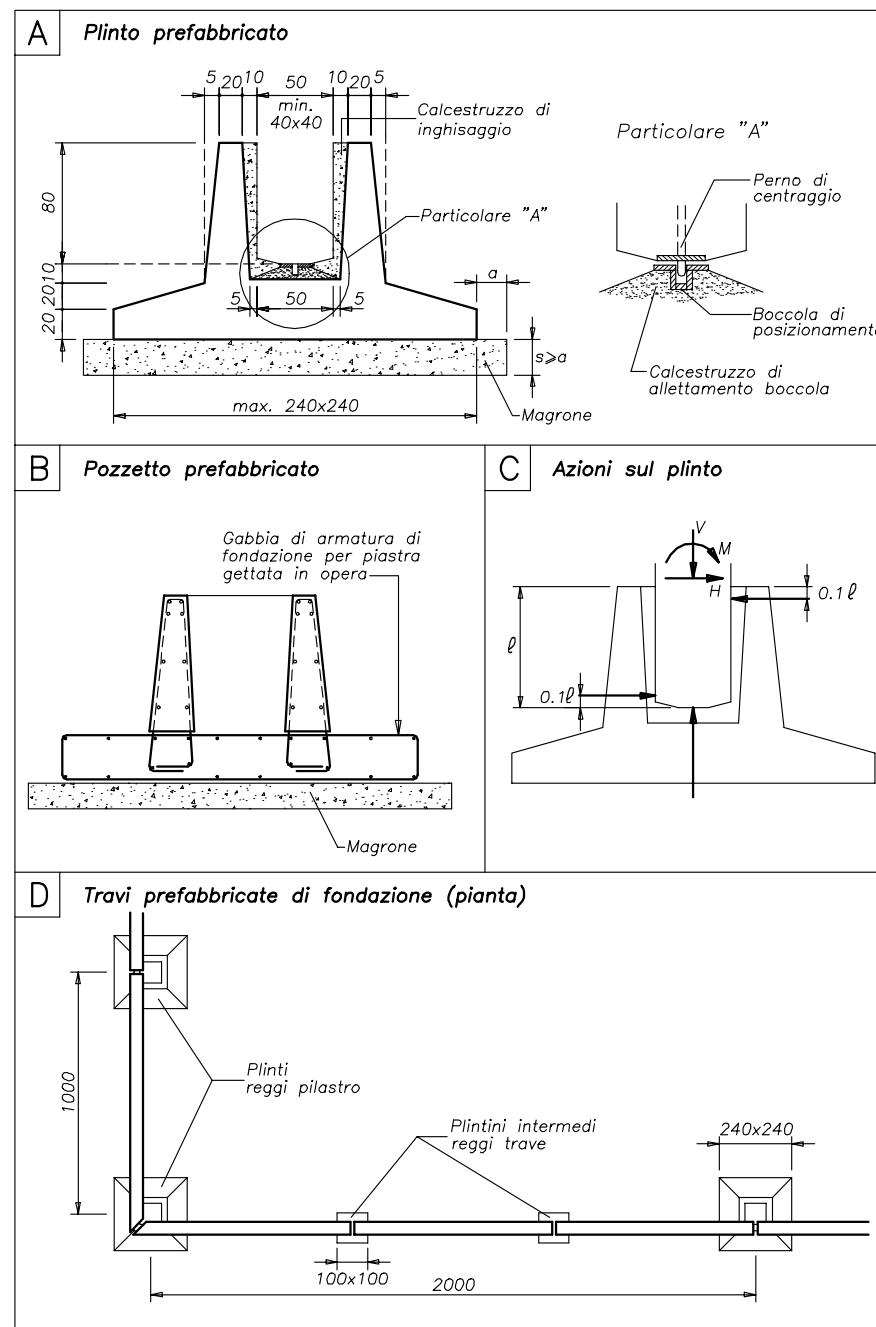 A
Plinto prefabbricato
5 20 10 50 10 20 5
min.
40x40
Calcestruzzo di
inghisaggio
Particolare "A"
Particolare "A"
Perno di
centraggio
80
10
20
20
5 50 5
a
s⩾a
Boccola di
posizionamento
Calcestruzzo di
allettamento boccola
max. 240x240
Magrone
B
Pozzetto prefabbricato
Gabbia di armatura di
fondazione per piastra
gettata in opera
Magrone
C
Azioni sul plinto
V
M
H
0.1ℓ
ℓ
0.1ℓ
D
Travi prefabbricate di fondazione (pianta)
1000
Plinti
reggi pilastro
Plintini intermedi
reggi trave
240x240
100x100
2000